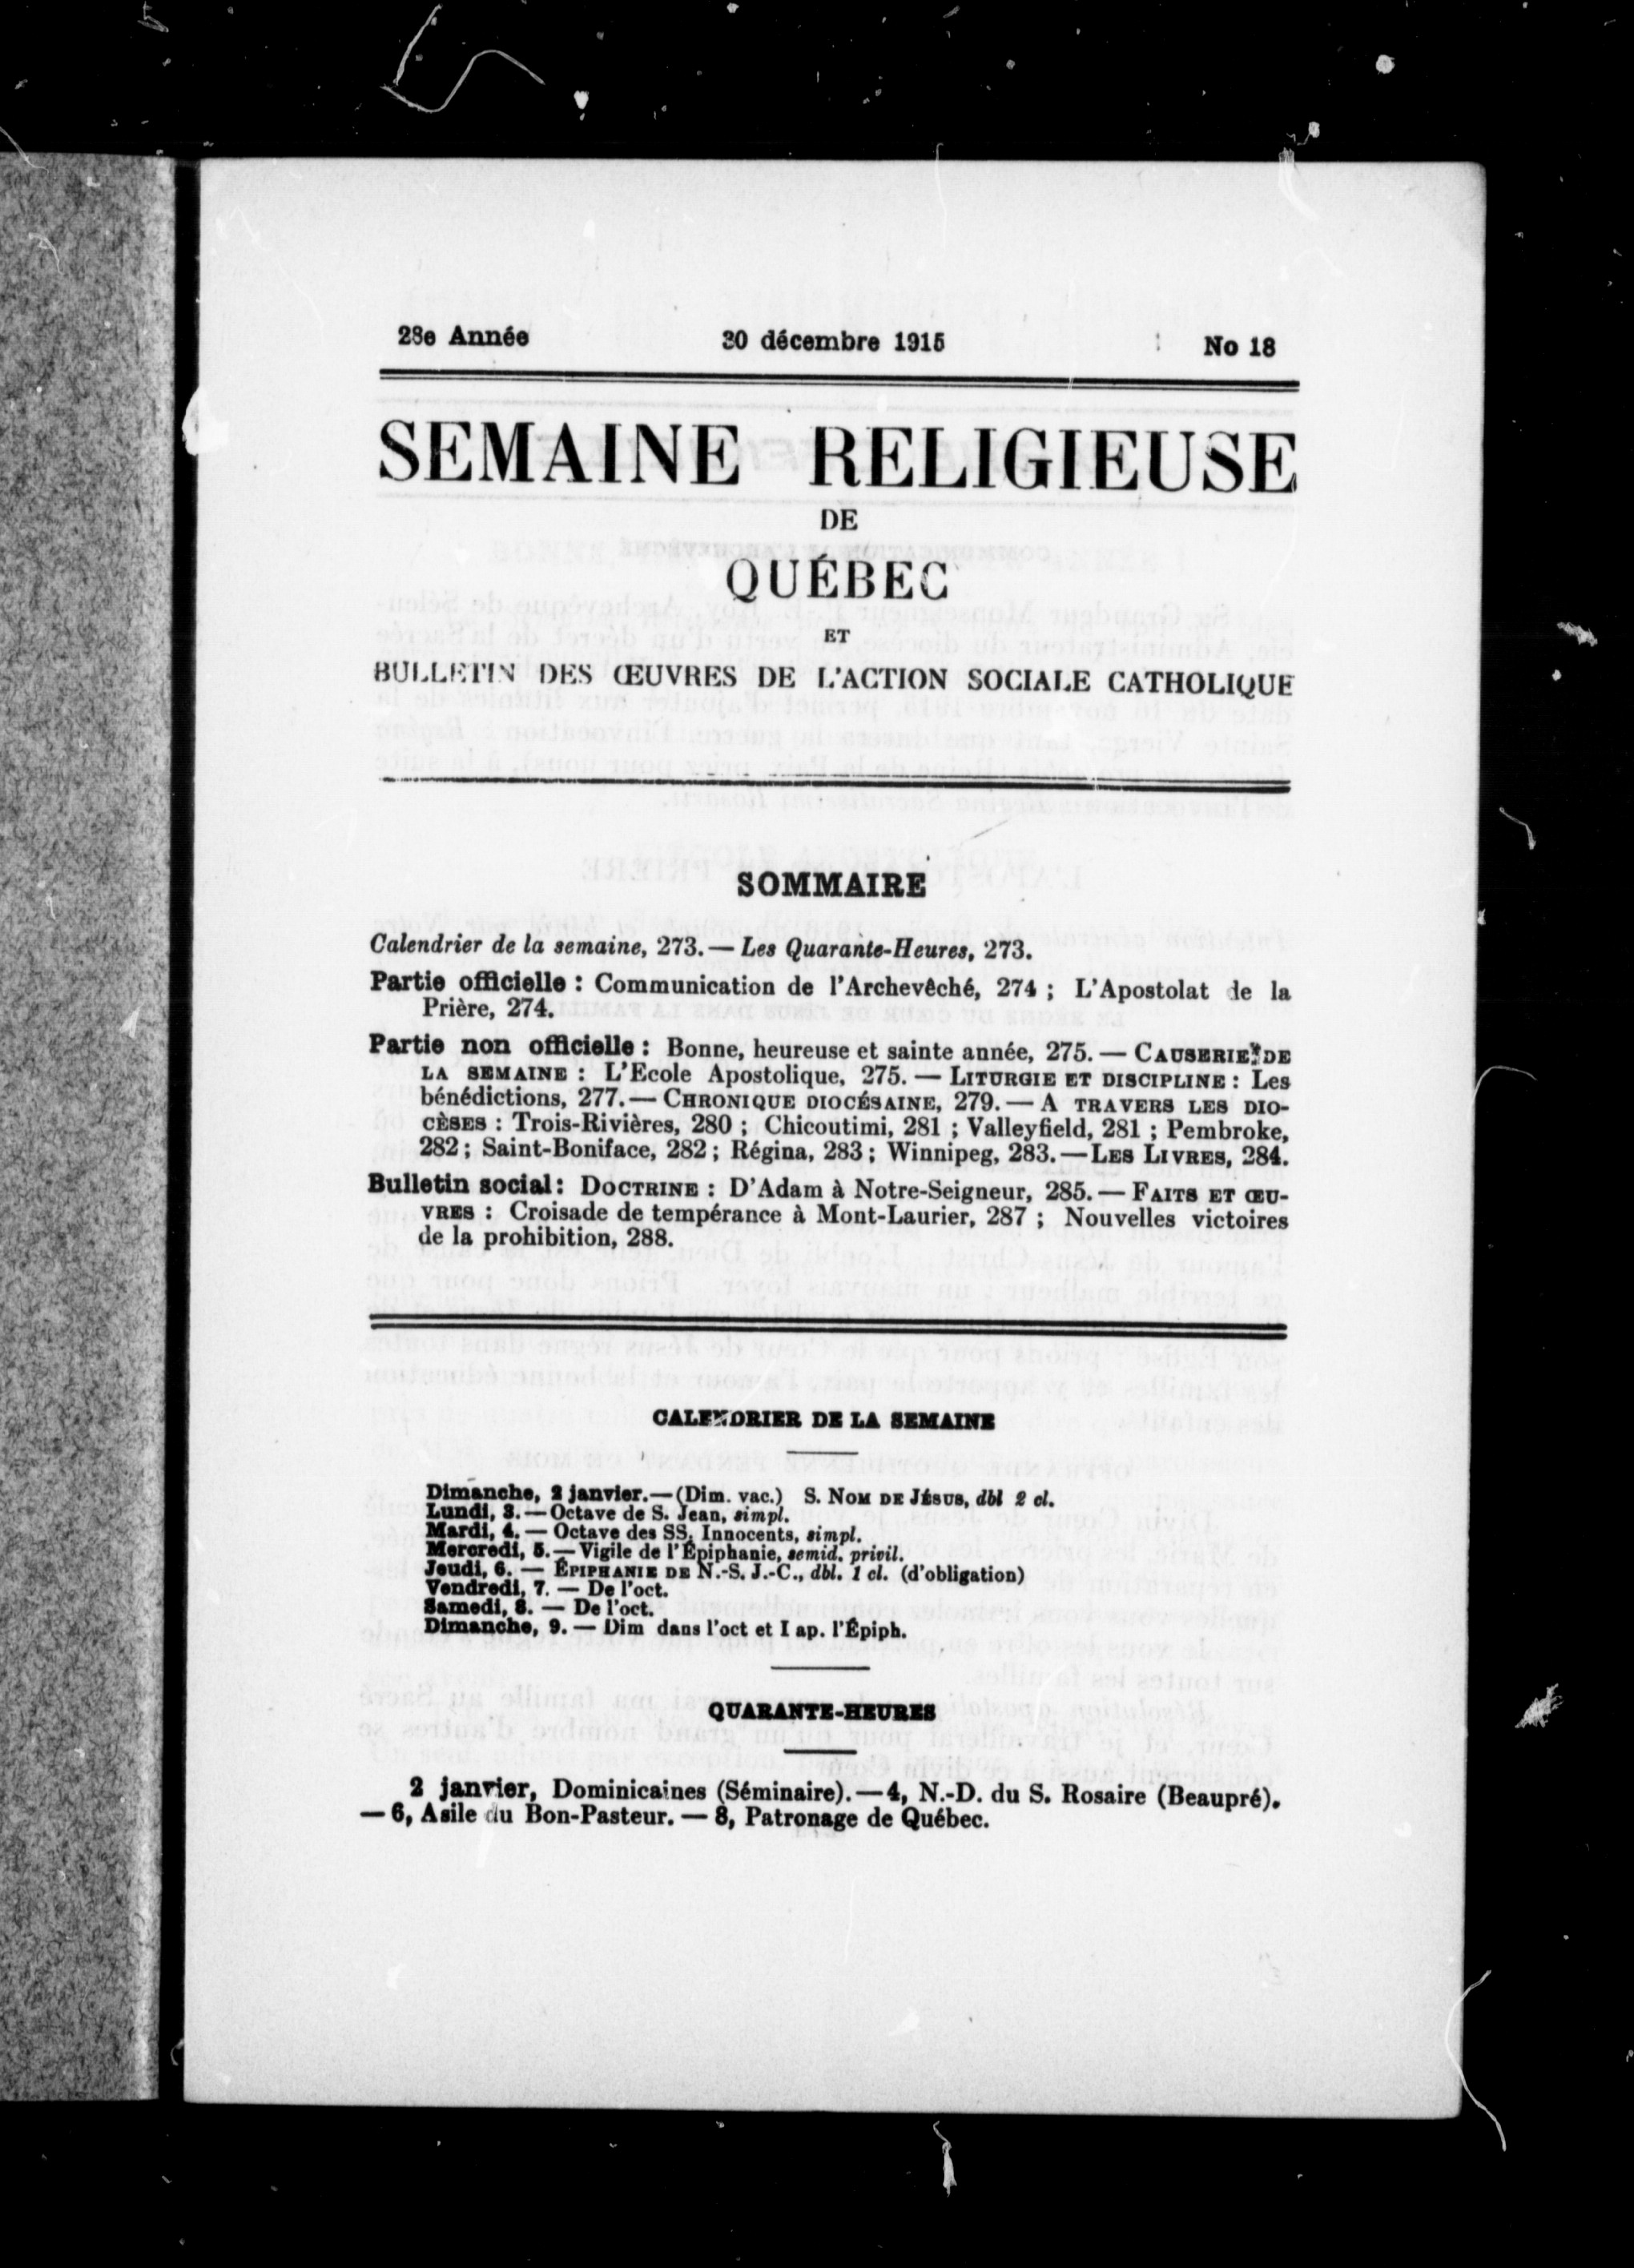 28e Année 30 décembre 1915 No 18
SEMAINE RELIGIEUSE
DE
QUÉBEC
ET
BULLETIN DES ŒUVRES DE L'ACTION SOCIALE CATHOLIQUE
SOMMAIRE
Calendrier de la semaine, 273. — Les Quarante-Heures, 273.
Partie officielle : Communication de l'Archevêché, 274 ; L'Apostolat de la
Prière, 274.
Partie non officielle : Bonne, heureuse et sainte année, 275. — CAUSERIE DE
LA SEMAINE : L'Ecole Apostolique, 275. — LITURGIE ET DISCIPLINE : Les
bénédictions, 277. — CHRONIQUE DIOCÉSAINE, 279. — A TRAVERS LES DIO-
CÈSES : Trois-Rivières, 280 ; Chicoutimi, 281 ; Valleyfield, 281 ; Pembroke,
282 ; Saint-Boniface, 282 ; Régina, 283 ; Winnipeg, 283. — LES LIVRES, 284.
Bulletin social : DOCTRINE : D'Adam à Notre-Seigneur, 285. — FAITS ET ŒU-
VRES : Croisade de tempérance à Mont-Laurier, 287 ; Nouvelles victoires
de la prohibition, 288.
CALENDRIER DE LA SEMAINE
Dimanche, 2 janvier. — (Dim. vac.) S. NOM DE JÉSUS, dbl 2 cl.
Lundi, 3. — Octave de S. Jean, simpl.
Mardi, 4. — Octave des SS. Innocents, simpl.
Mercredi, 5. — Vigile de l'Épiphanie, semid. privil.
Jeudi, 6. — ÉPIPHANIE DE N.-S. J.-C., dbl. 1 cl. (d'obligation)
Vendredi, 7. — De l'oct.
Samedi, 8. — De l'oct.
Dimanche, 9. — Dim dans l'oct et I ap. l'Épiph.
QUARANTE-HEURES
2 janvier, Dominicaines (Séminaire). — 4, N.-D. du S. Rosaire (Beaupré).
— 6, Asile du Bon-Pasteur. — 8, Patronage de Québec.